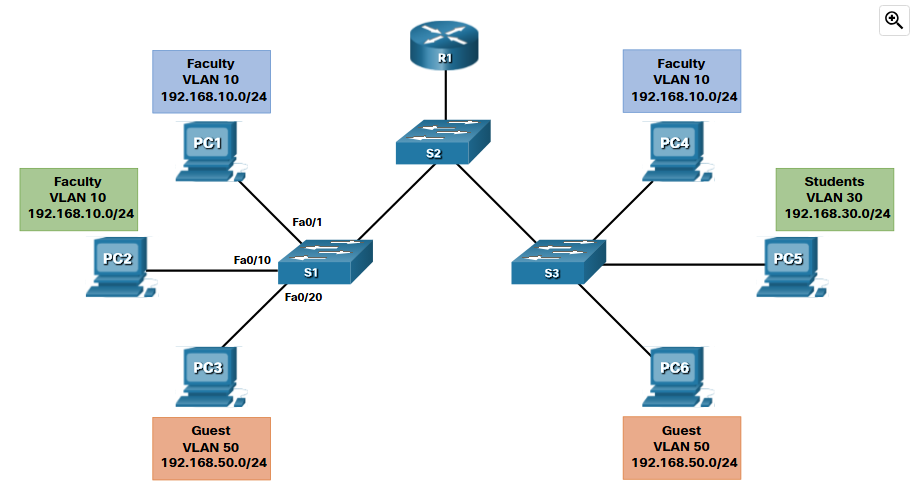 R1
Faculty
VLAN 10
192.168.10.0/24
Faculty
VLAN 10
192.168.10.0/24
PC1
S2
PC4
Faculty
VLAN 10
192.168.10.0/24
Students
VLAN 30
192.168.30.0/24
Fa0/1
PC2
Fa0/10
S1
S3
PC5
Fa0/20
PC3
PC6
Guest
VLAN 50
192.168.50.0/24
Guest
VLAN 50
192.168.50.0/24